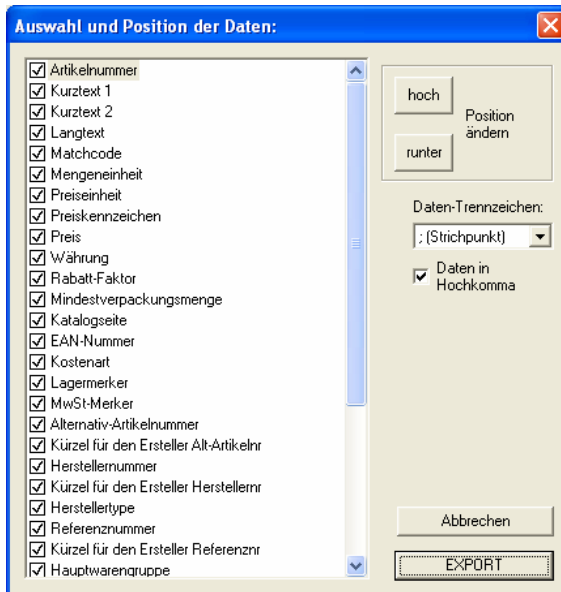 Auswahl und Position der Daten:
Artikelnummer
Kurztext 1
Kurztext 2
Langtext
Matchcode
Mengeneinheit
Preiseinheit
Preiskennzeichen
Preis
Währung
Rabatt-Faktor
Mindestverpackungsmenge
Katalogseite
EAN-Nummer
Kostenart
Lagermerker
MwSt-Merker
Alternativ-Artikelnummer
Kürzel für den Ersteller Alt-Artikelnr
Herstellernummer
Kürzel für den Ersteller Herstellernr
Herstellertype
Referenznummer
Kürzel für den Ersteller Referenznr
Hauptwarengruppe
hoch
runter
Position
ändern
Daten-Trennzeichen:
; (Strichpunkt)
Daten in
Hochkomma
Abbrechen
EXPORT